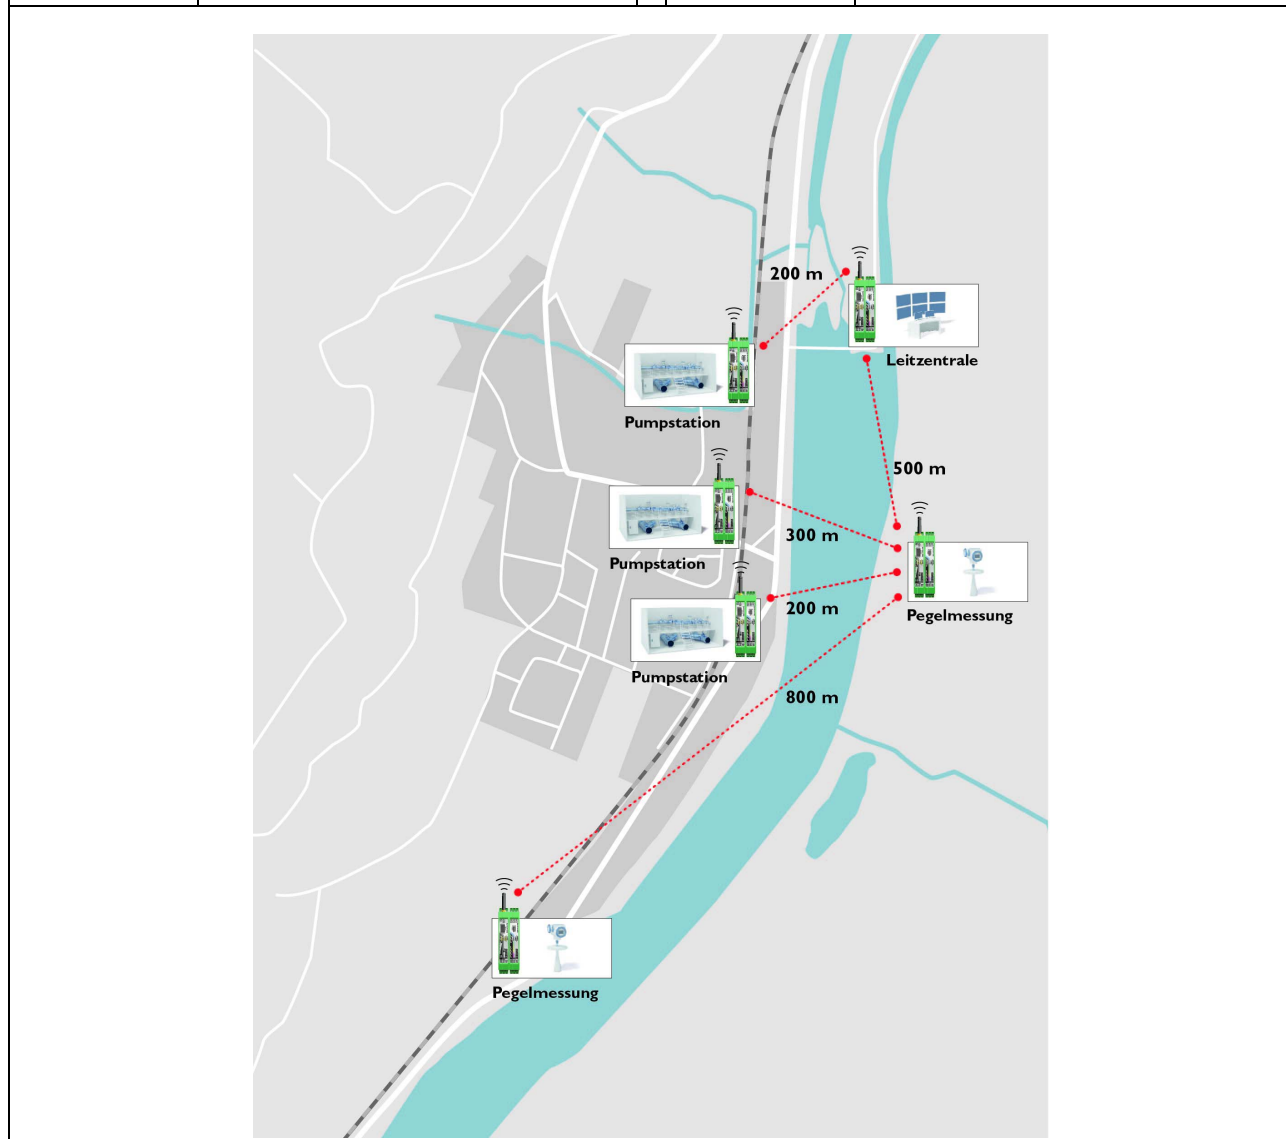 200 m
Leitzentrale
Pumpstation
500 m
300 m
Pumpstation
200 m
Pegelmessung
Pumpstation
800 m
Pegelmessung